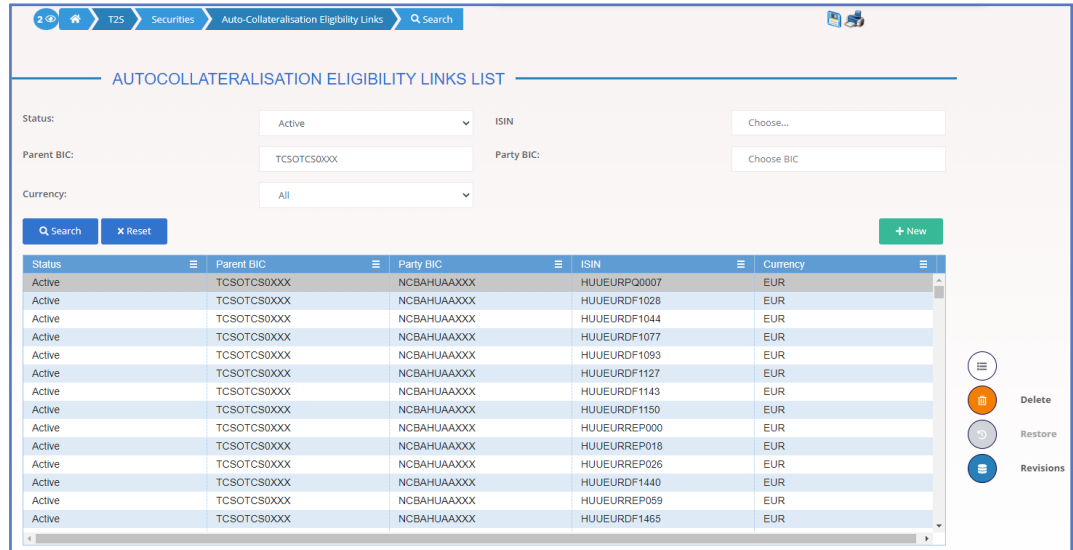 2 T2S Securities Auto-Collateralisation Eligibility Links Search
AUTOCOLLATERALISATION ELIGIBILITY LINKS LIST
Status: Active ISIN Choose...
Parent BIC: TCSOTCS0XXX Party BIC: Choose BIC
Currency: All
Search Reset + New
Status Parent BIC Party BIC ISIN Currency
Active TCSOTCS0XXX NCBAHUAAXXX HUUEURPQ0007 EUR
Active TCSOTCS0XXX NCBAHUAAXXX HUUEURDF1028 EUR
Active TCSOTCS0XXX NCBAHUAAXXX HUUEURDF1044 EUR
Active TCSOTCS0XXX NCBAHUAAXXX HUUEURDF1077 EUR
Active TCSOTCS0XXX NCBAHUAAXXX HUUEURDF1093 EUR
Active TCSOTCS0XXX NCBAHUAAXXX HUUEURDF1127 EUR
Active TCSOTCS0XXX NCBAHUAAXXX HUUEURDF1143 EUR
Active TCSOTCS0XXX NCBAHUAAXXX HUUEURDF1150 EUR
Active TCSOTCS0XXX NCBAHUAAXXX HUUEURREP000 EUR
Active TCSOTCS0XXX NCBAHUAAXXX HUUEURREP018 EUR
Active TCSOTCS0XXX NCBAHUAAXXX HUUEURREP026 EUR
Active TCSOTCS0XXX NCBAHUAAXXX HUUEURDF1440 EUR
Active TCSOTCS0XXX NCBAHUAAXXX HUUEURREP059 EUR
Active TCSOTCS0XXX NCBAHUAAXXX HUUEURDF1465 EUR
Delete
Restore
Revisions